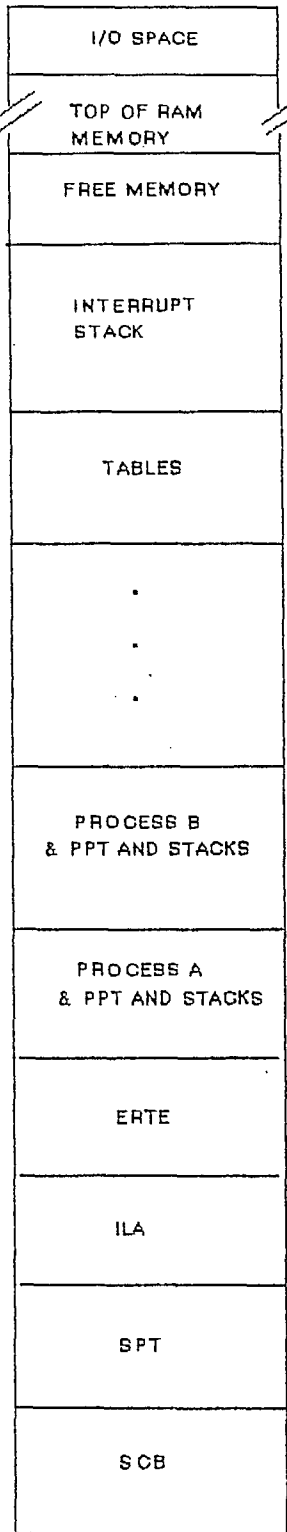 I/O SPACE
TOP OF RAM
MEMORY
FREE MEMORY
INTERRUPT
STACK
TABLES
PROCESS B
& PPT AND STACKS
PROCESS A
& PPT AND STACKS
ERTE
ILA
SPT
SCB